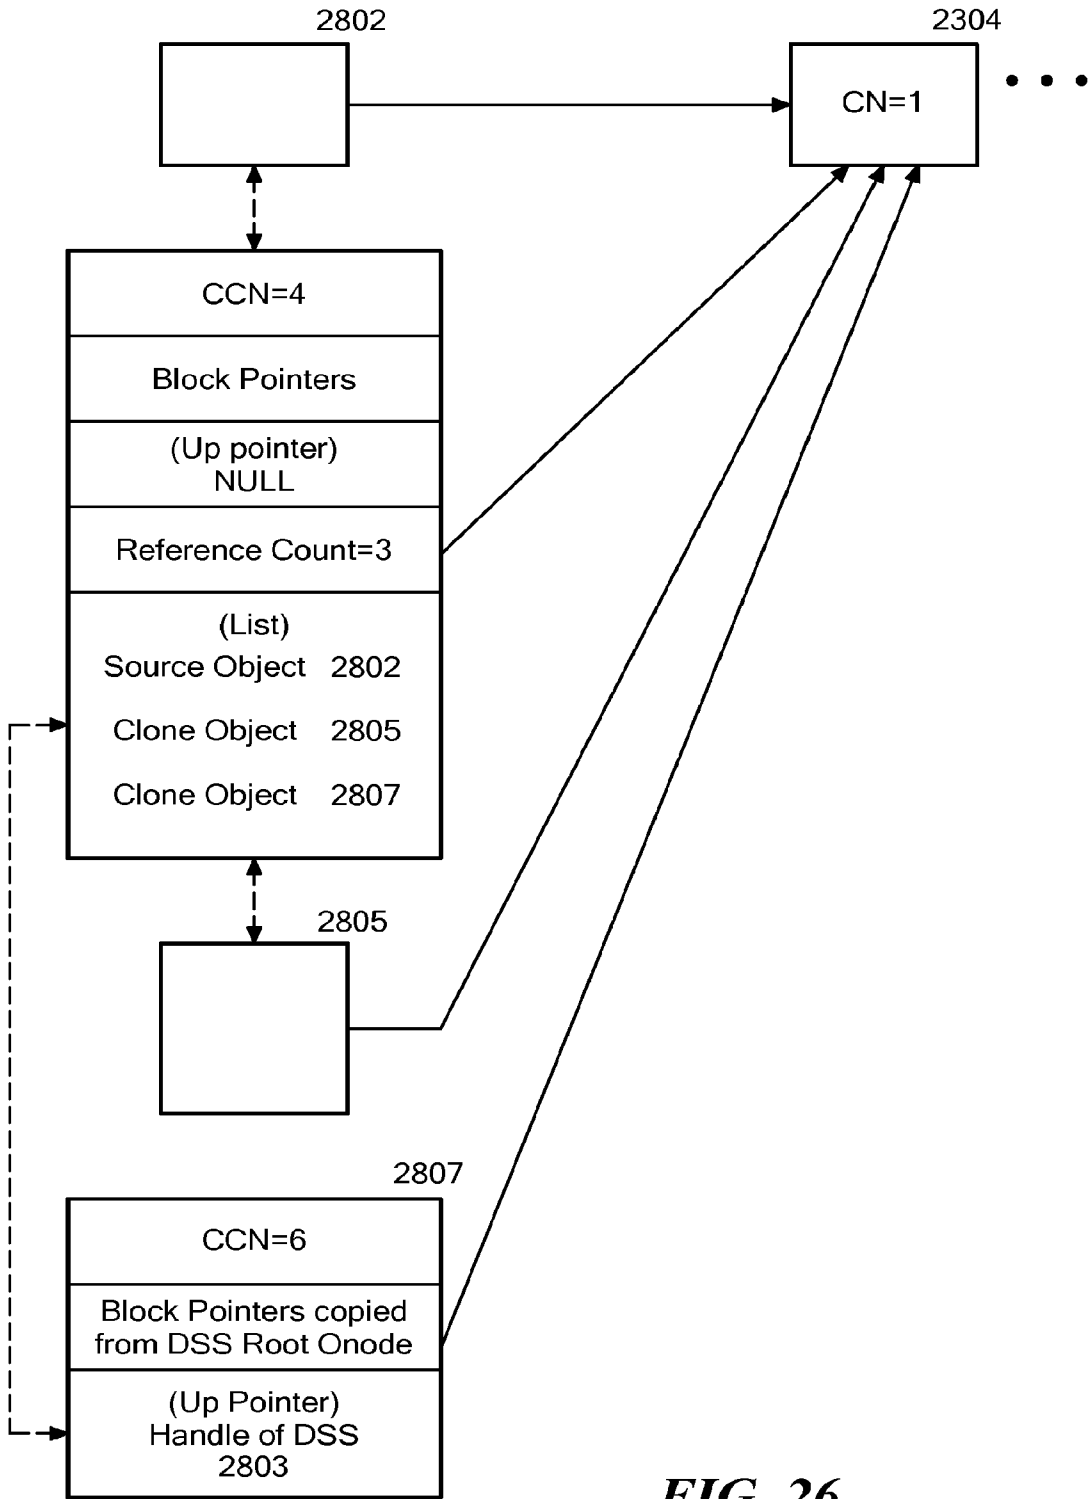 2802
2304
CN=1
CCN=4
Block Pointers
(Up pointer)
NULL
Reference Count=3
(List)
Source Object 2802
Clone Object 2805
Clone Object 2807
2805
2807
CCN=6
Block Pointers copied
from DSS Root Onode
(Up Pointer)
Handle of DSS
2803
FIG. 26